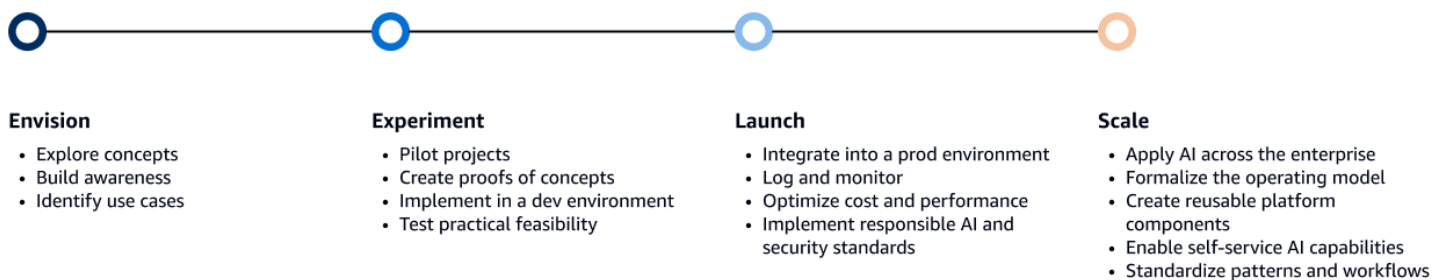 Envision
• Explore concepts
• Build awareness
• Identify use cases
Experiment
• Pilot projects
• Create proofs of concepts
• Implement in a dev environment
• Test practical feasibility
Launch
• Integrate into a prod environment
• Log and monitor
• Optimize cost and performance
• Implement responsible AI and
security standards
Scale
• Apply AI across the enterprise
• Formalize the operating model
• Create reusable platform
components
• Enable self-service AI capabilities
• Standardize patterns and workflows